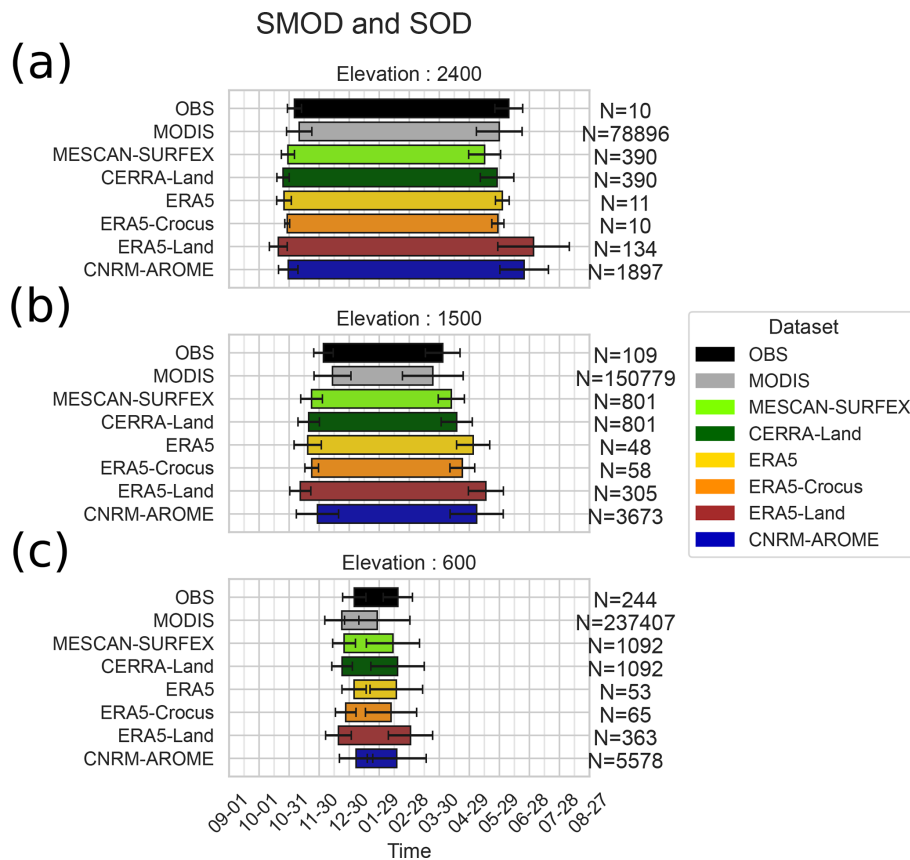 SMOD and SOD
(a)
Elevation : 2400
OBS N=10
MODIS N=78896
MESCAN-SURFEX N=390
CERRA-Land N=390
ERA5 N=11
ERA5-Crocus N=10
ERA5-Land N=134
CNRM-AROME N=1897
(b)
Elevation : 1500
OBS N=109
MODIS N=150779
MESCAN-SURFEX N=801
CERRA-Land N=801
ERA5 N=48
ERA5-Crocus N=58
ERA5-Land N=305
CNRM-AROME N=3673
Dataset
OBS
MODIS
MESCAN-SURFEX
CERRA-Land
ERA5
ERA5-Crocus
ERA5-Land
CNRM-AROME
(c)
Elevation : 600
OBS N=244
MODIS N=237407
MESCAN-SURFEX N=1092
CERRA-Land N=1092
ERA5 N=53
ERA5-Crocus N=65
ERA5-Land N=363
CNRM-AROME N=5578
09-01 10-01 10-31 11-30 12-30 01-29 02-28 03-30 04-29 05-29 06-28 07-28 08-27
Time